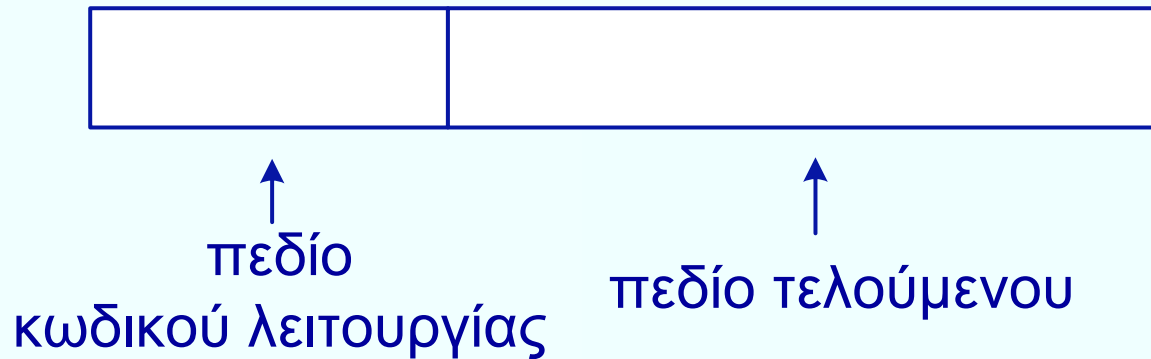 πεδίο
κωδικού λειτουργίας
πεδίο τελούμενου